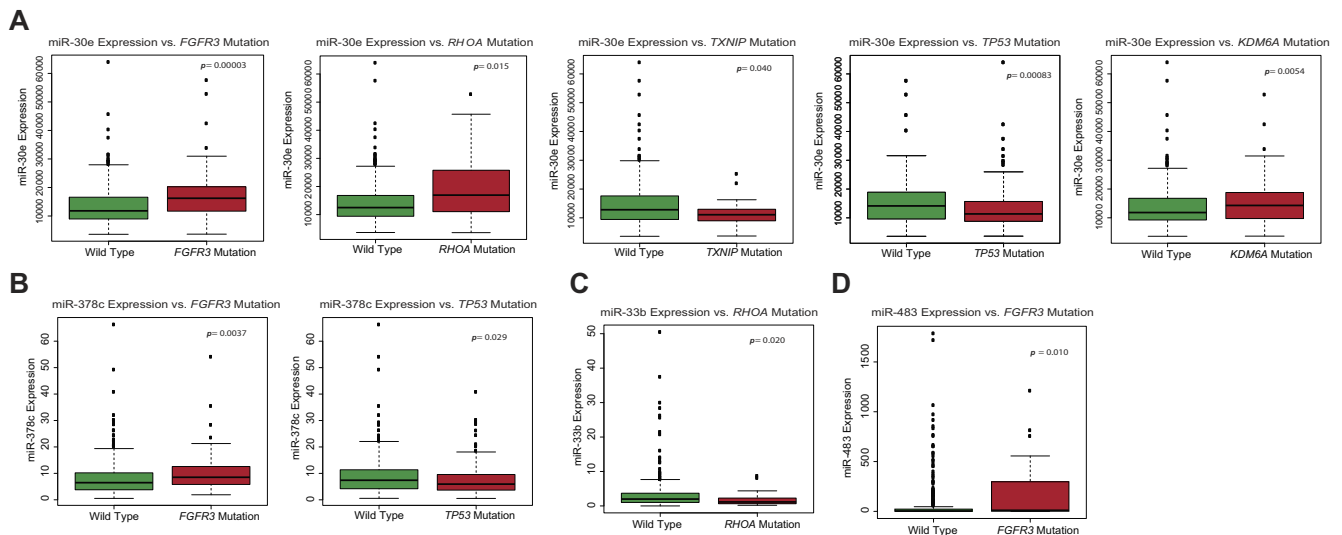 A
miR-30e Expression vs. FGFR3 Mutation
p= 0.00003
miR-30e Expression
10000 20000 30000 40000 50000 60000
Wild Type
FGFR3 Mutation
miR-30e Expression vs. RHOA Mutation
p= 0.015
miR-30e Expression
10000 20000 30000 40000 50000 60000
Wild Type
RHOA Mutation
miR-30e Expression vs. TXNIP Mutation
p= 0.040
miR-30e Expression
10000 20000 30000 40000 50000 60000
Wild Type
TXNIP Mutation
miR-30e Expression vs. TP53 Mutation
p= 0.00083
miR-30e Expression
10000 20000 30000 40000 50000 60000
Wild Type
TP53 Mutation
miR-30e Expression vs. KDM6A Mutation
p= 0.0054
miR-30e Expression
10000 20000 30000 40000 50000 60000
Wild Type
KDM6A Mutation
B
miR-378c Expression vs. FGFR3 Mutation
p= 0.0037
miR-378c Expression
0 10 20 30 40 50 60
Wild Type
FGFR3 Mutation
miR-378c Expression vs. TP53 Mutation
p= 0.029
miR-378c Expression
0 10 20 30 40 50 60
Wild Type
TP53 Mutation
C
miR-33b Expression vs. RHOA Mutation
p= 0.020
miR-33b Expression
0 10 20 30 40 50
Wild Type
RHOA Mutation
D
miR-483 Expression vs. FGFR3 Mutation
p = 0.010
miR-483 Expression
0 500 1000 1500
Wild Type
FGFR3 Mutation